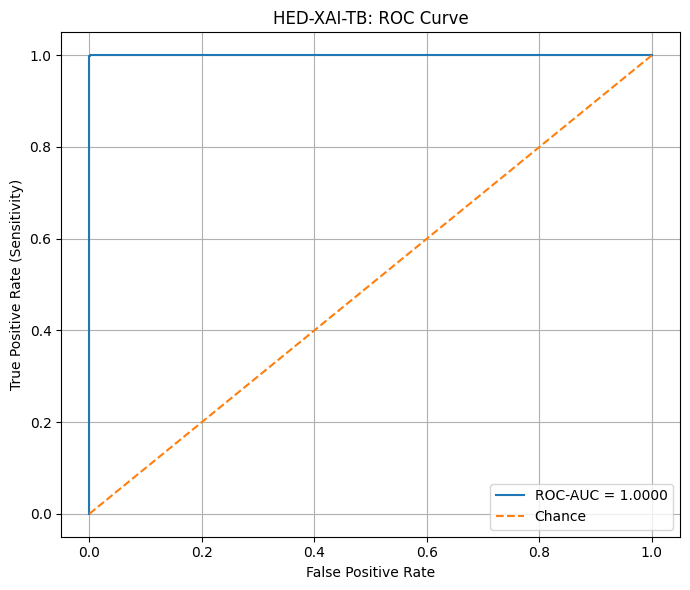 HED-XAI-TB: ROC Curve
True Positive Rate (Sensitivity)
1.0
0.8
0.6
0.4
0.2
0.0
ROC-AUC = 1.0000
Chance
0.0 0.2 0.4 0.6 0.8 1.0
False Positive Rate